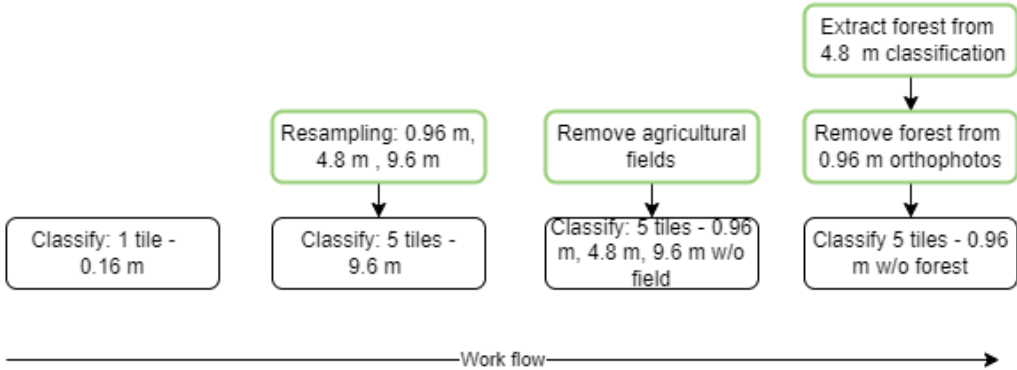 Extract forest from
4.8 m classification
Resampling: 0.96 m,
4.8 m , 9.6 m
Remove agricultural
fields
Remove forest from
0.96 m orthophotos
Classify: 1 tile -
0.16 m
Classify: 5 tiles -
9.6 m
Classify: 5 tiles - 0.96
m, 4.8 m, 9.6 m w/o
field
Classify 5 tiles - 0.96
m w/o forest
Work flow